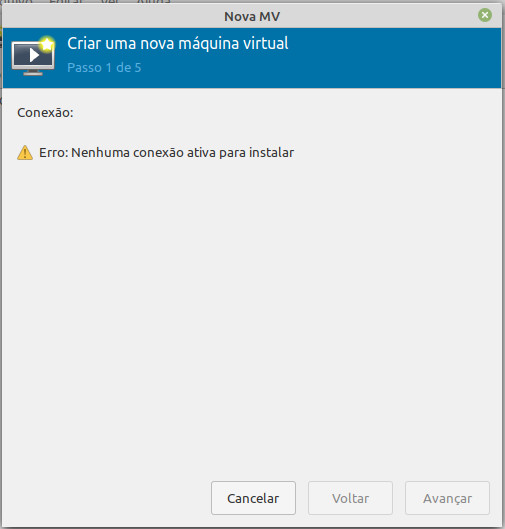 Nova MV
Criar uma nova máquina virtual
Passo 1 de 5
Conexão:
Erro: Nenhuma conexão ativa para instalar
Cancelar
Voltar
Avançar